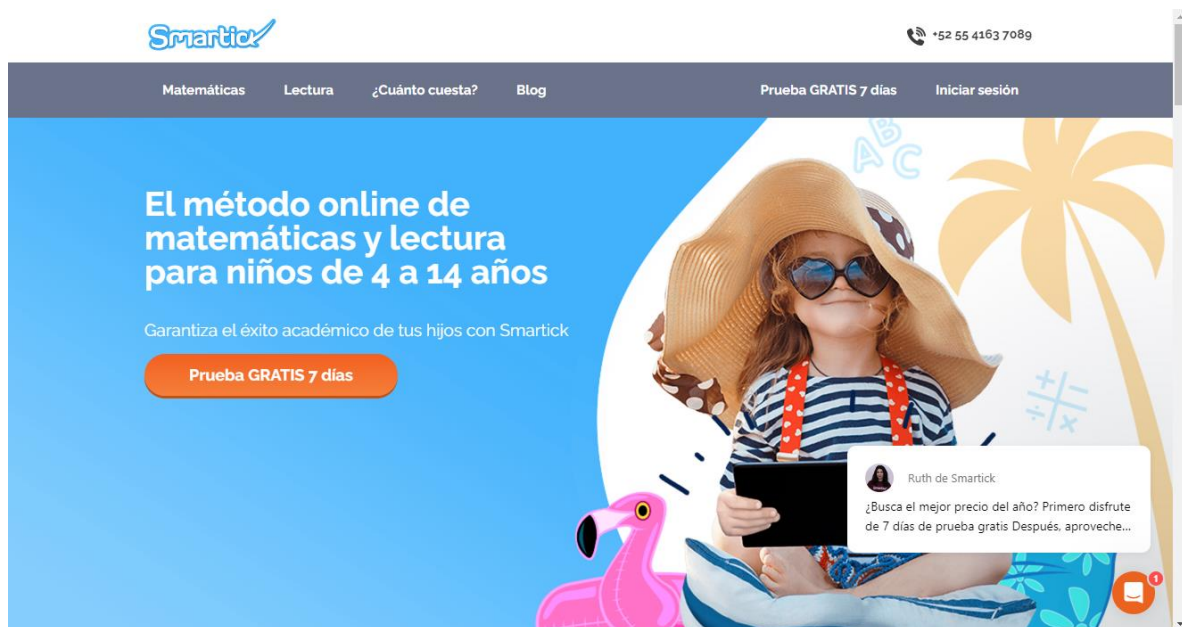 Smartick
+52 55 4163 7089
Matemáticas Lectura ¿Cuánto cuesta? Blog Prueba GRATIS 7 días Iniciar sesión
ABC
El método online de
matemáticas y lectura
para niños de 4 a 14 años
Garantiza el éxito académico de tus hijos con Smartick
Prueba GRATIS 7 días
Ruth de Smartick
¿Busca el mejor precio del año? Primero disfrute
de 7 días de prueba gratis Después, aproveche...
1